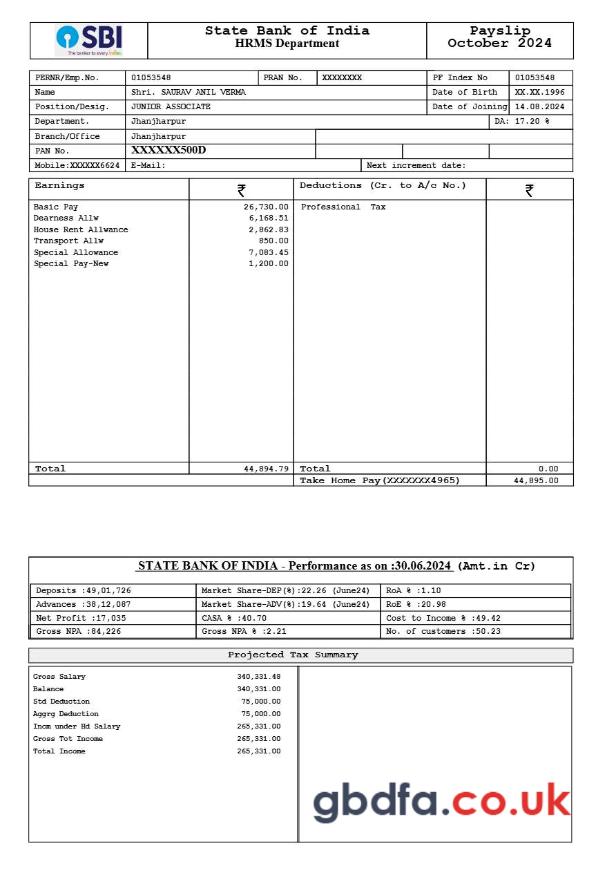 SBI
The banker to every Indian
State Bank of India
HRMS Department
Payslip
October 2024
PERNR/Emp.No. 01053548 PRAN No. XXXXXXXX PF Index No 01053548
Name Shri. SAURAV ANIL VERMA Date of Birth XX.XX.1996
Position/Desig. JUNIOR ASSOCIATE Date of Joining 14.08.2024
Department. Jhanjharpur DA: 17.20 %
Branch/Office Jhanjharpur
PAN No. XXXXXX500D
Mobile:XXXXXX6624 E-Mail: Next increment date:
Earnings ₹ Deductions (Cr. to A/c No.) ₹
Basic Pay 26,730.00 Professional Tax
Dearness Allw 6,168.51
House Rent Allwance 2,862.83
Transport Allw 850.00
Special Allowance 7,083.45
Special Pay-New 1,200.00
Total 44,894.79 Total 0.00
Take Home Pay(XXXXXXX4965) 44,895.00
STATE BANK OF INDIA - Performance as on :30.06.2024 (Amt.in Cr)
Deposits :49,01,726 Market Share-DEP(%):22.26 (June24) RoA % :1.10
Advances :38,12,087 Market Share-ADV(%):19.64 (June24) RoE % :20.98
Net Profit :17,035 CASA % :40.70 Cost to Income % :49.42
Gross NPA :84,226 Gross NPA % :2.21 No. of customers :50.23
Projected Tax Summary
Gross Salary 340,331.48
Balance 340,331.00
Std Deduction 75,000.00
Aggrg Deduction 75,000.00
Incm under Hd Salary 265,331.00
Gross Tot Income 265,331.00
Total Income 265,331.00
gbdfa.co.uk